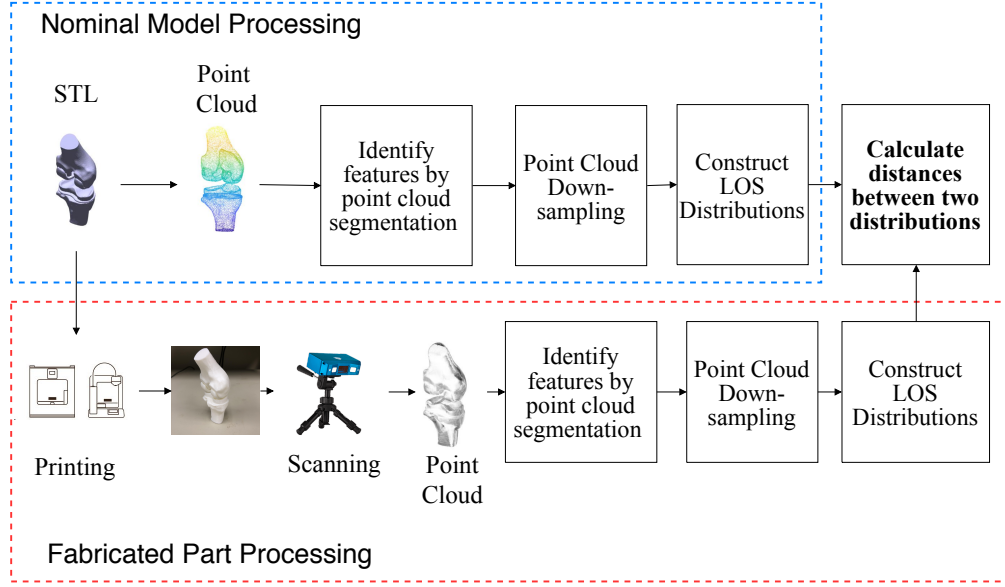 Nominal Model Processing
STL
Point
Cloud
Identify
features by
point cloud
segmentation
Point Cloud
Down-
sampling
Construct
LOS
Distributions
Calculate
distances
between two
distributions
Printing
Scanning
Point
Cloud
Identify
features by
point cloud
segmentation
Point Cloud
Down-
sampling
Construct
LOS
Distributions
Fabricated Part Processing